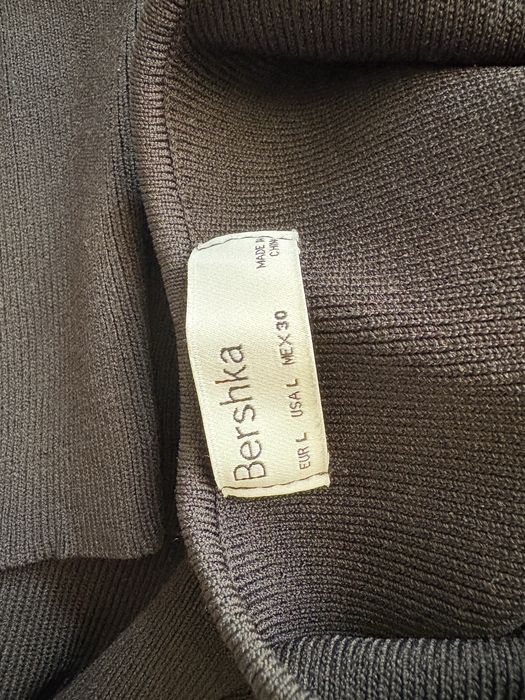 Bershka
EUR L USA L MEX 30
MADE IN
CHINA